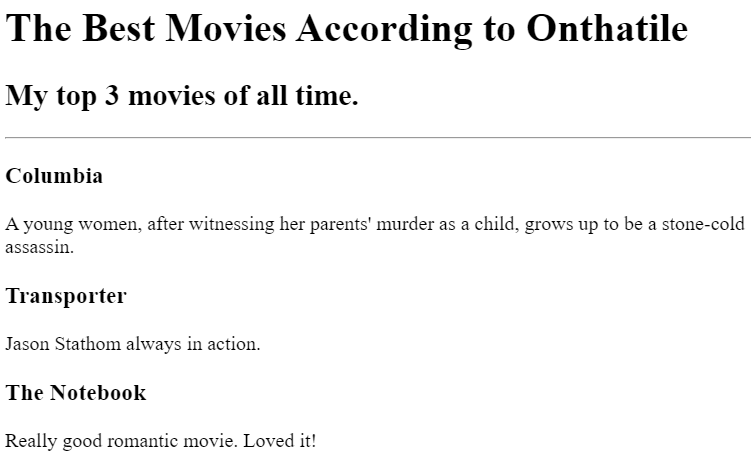 The Best Movies According to Onthatile
My top 3 movies of all time.
Columbia
A young women, after witnessing her parents' murder as a child, grows up to be a stone-cold
assassin.
Transporter
Jason Stathom always in action.
The Notebook
Really good romantic movie. Loved it!